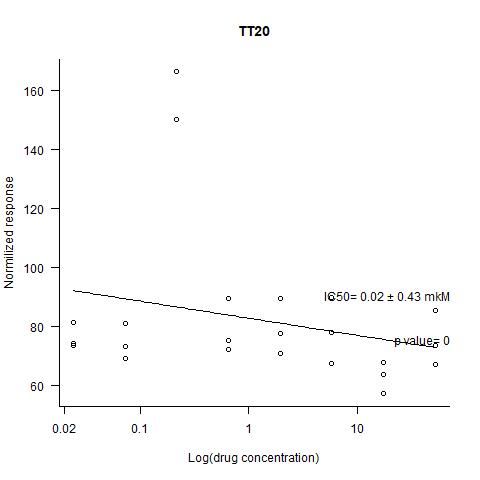 TT20
Normilized response
160
140
120
100
80
60
IC50= 0.02 ± 0.43 mkM
p value= 0
0.02
0.1
1
10
Log(drug concentration)